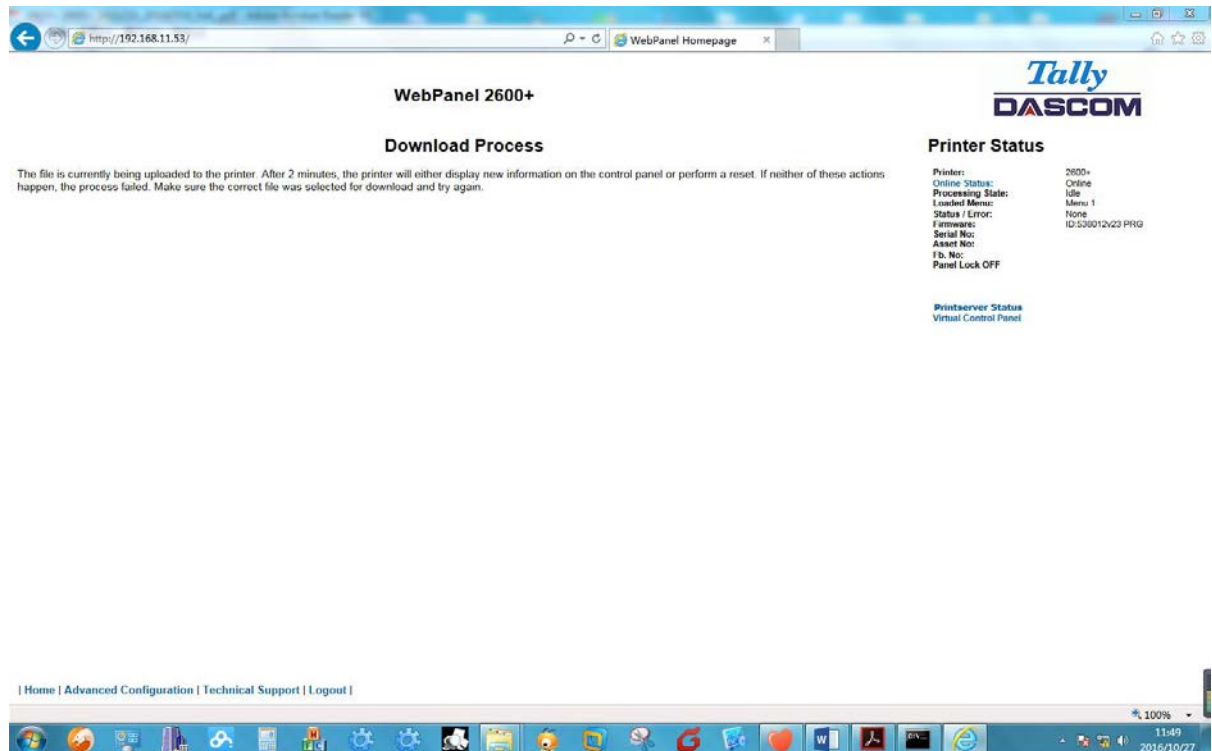 http://192.168.11.53/
WebPanel Homepage
Tally
DASCOM
WebPanel 2600+
Download Process
The file is currently being uploaded to the printer. After 2 minutes, the printer will either display new information on the control panel or perform a reset. If neither of these actions
happen, the process failed. Make sure the correct file was selected for download and try again.
Printer Status
Printer: 2600+
Online Status: Online
Processing State: Idle
Loaded Menu: Menu 1
Status / Error: None
Firmware: ID:538012v23 PRG
Serial No:
Asset No:
Fb. No:
Panel Lock OFF
Printserver Status
Virtual Control Panel
| Home | Advanced Configuration | Technical Support | Logout |
100%
11:49
2016/10/27